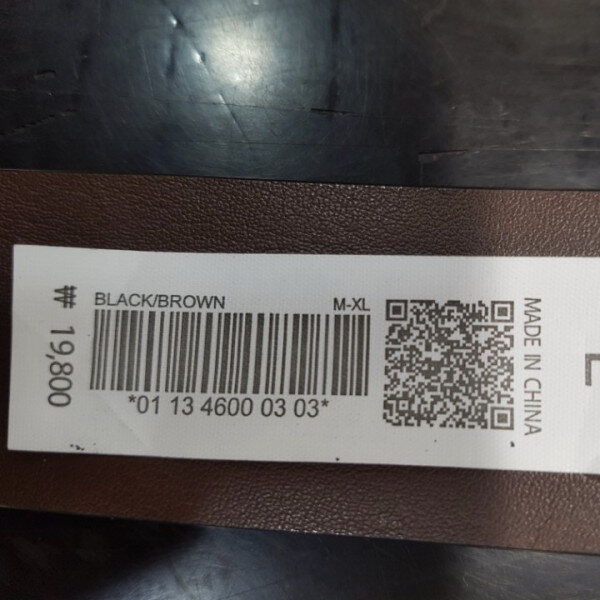 ₩ 19,800
BLACK/BROWN M-XL
*01 13 4600 03 03*
MADE IN CHINA